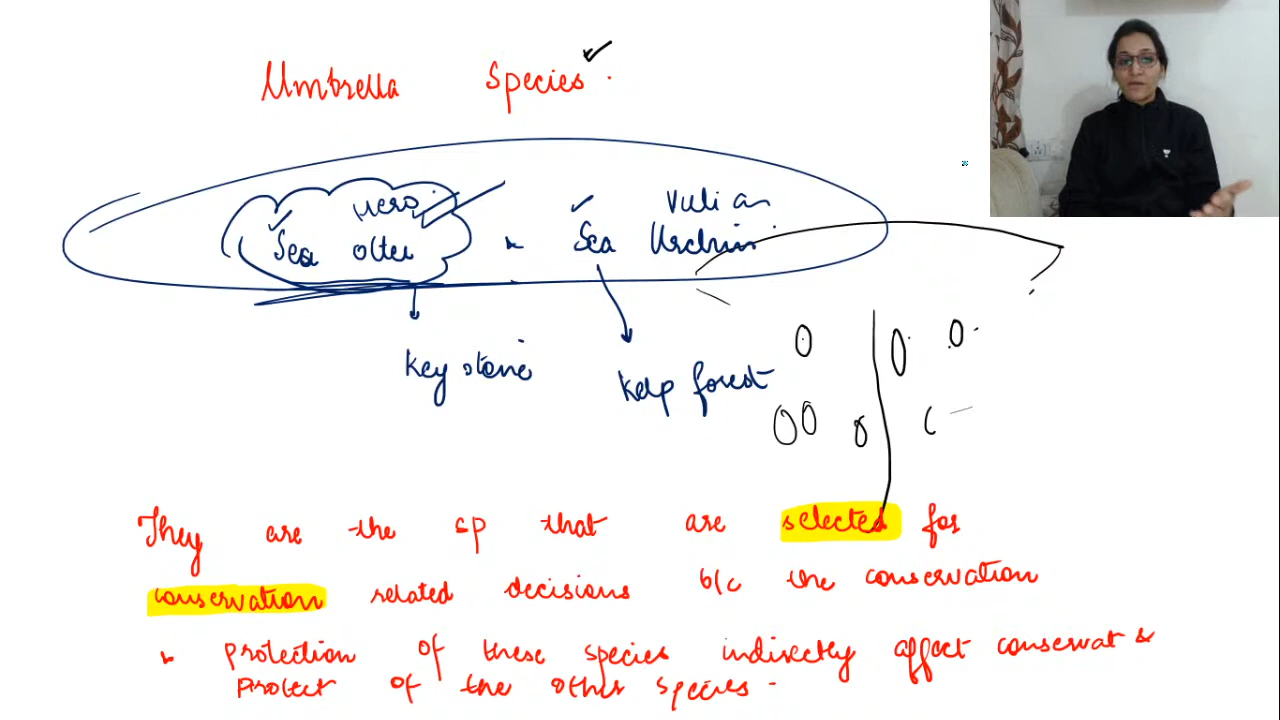 Umbrella Species.
Hero
Sea otter & Sea Urchin
Key stone
Kelp forest
They are the sp that are selected for
conservation related decisions b/c the conservation
& protection of these species indirectly affect conservat &
protect of the other species.